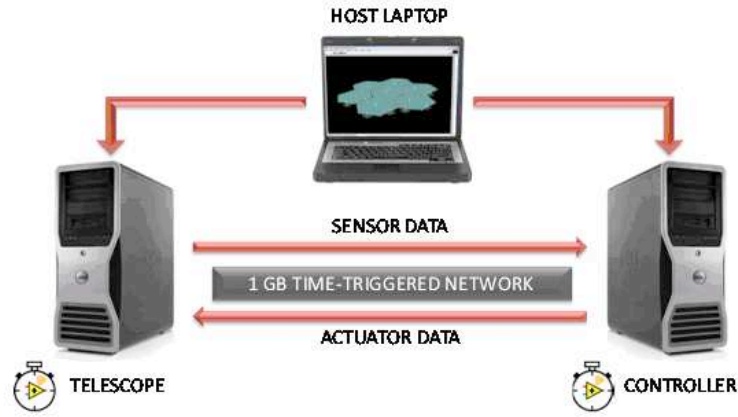 HOST LAPTOP
SENSOR DATA
1 GB TIME-TRIGGERED NETWORK
ACTUATOR DATA
TELESCOPE
CONTROLLER